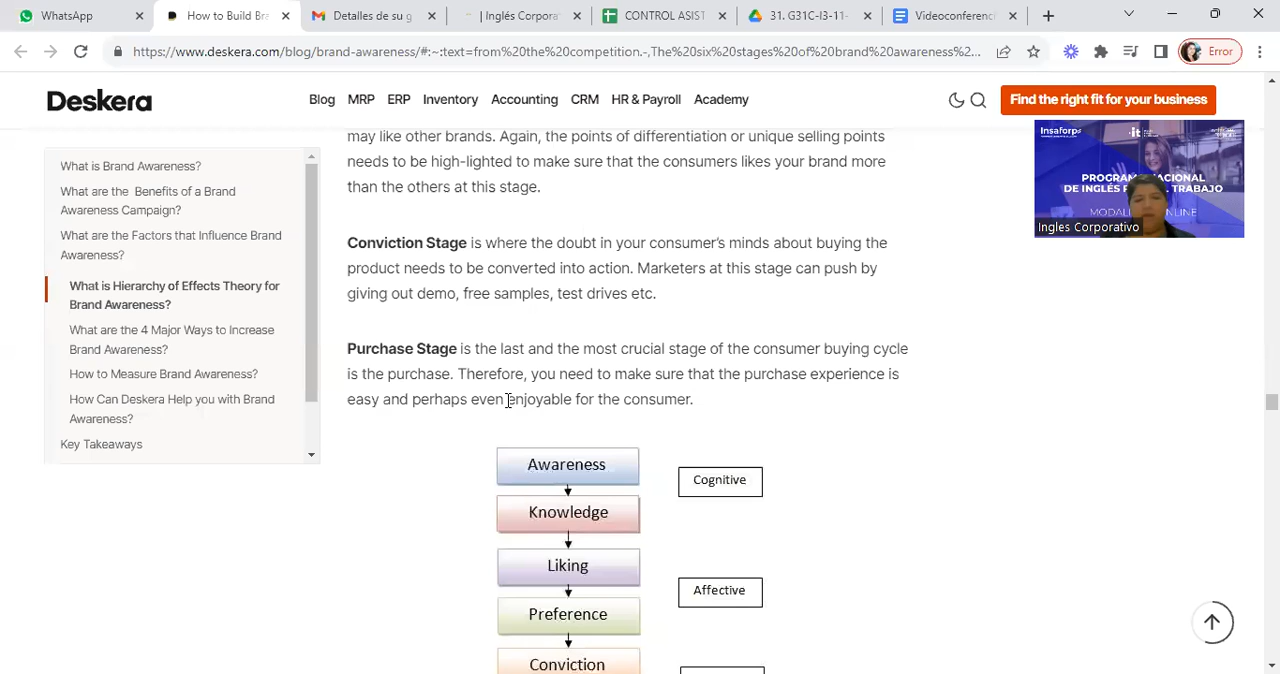 WhatsApp
How to Build Bra
Detalles de su g
| Inglés Corpora
CONTROL ASIST
31. G31C-I3-11-
Videoconferenc
https://www.deskera.com/blog/brand-awareness/#:~:text=from%20the%20competition.-,The%20six%20stages%20of%20brand%20awareness%2...
Error
Deskera
Blog MRP ERP Inventory Accounting CRM HR & Payroll Academy
Find the right fit for your business
What is Brand Awareness?
What are the Benefits of a Brand
Awareness Campaign?
What are the Factors that Influence Brand
Awareness?
What is Hierarchy of Effects Theory for
Brand Awareness?
What are the 4 Major Ways to Increase
Brand Awareness?
How to Measure Brand Awareness?
How Can Deskera Help you with Brand
Awareness?
Key Takeaways
may like other brands. Again, the points of differentiation or unique selling points
needs to be high-lighted to make sure that the consumers likes your brand more
than the others at this stage.
Conviction Stage is where the doubt in your consumer's minds about buying the
product needs to be converted into action. Marketers at this stage can push by
giving out demo, free samples, test drives etc.
Purchase Stage is the last and the most crucial stage of the consumer buying cycle
is the purchase. Therefore, you need to make sure that the purchase experience is
easy and perhaps even enjoyable for the consumer.
Awareness
Cognitive
Knowledge
Liking
Affective
Preference
Conviction
Insaforp
it
PROGRAMA NACIONAL
DE INGLÉS TRABAJO
Ingles Corporativo